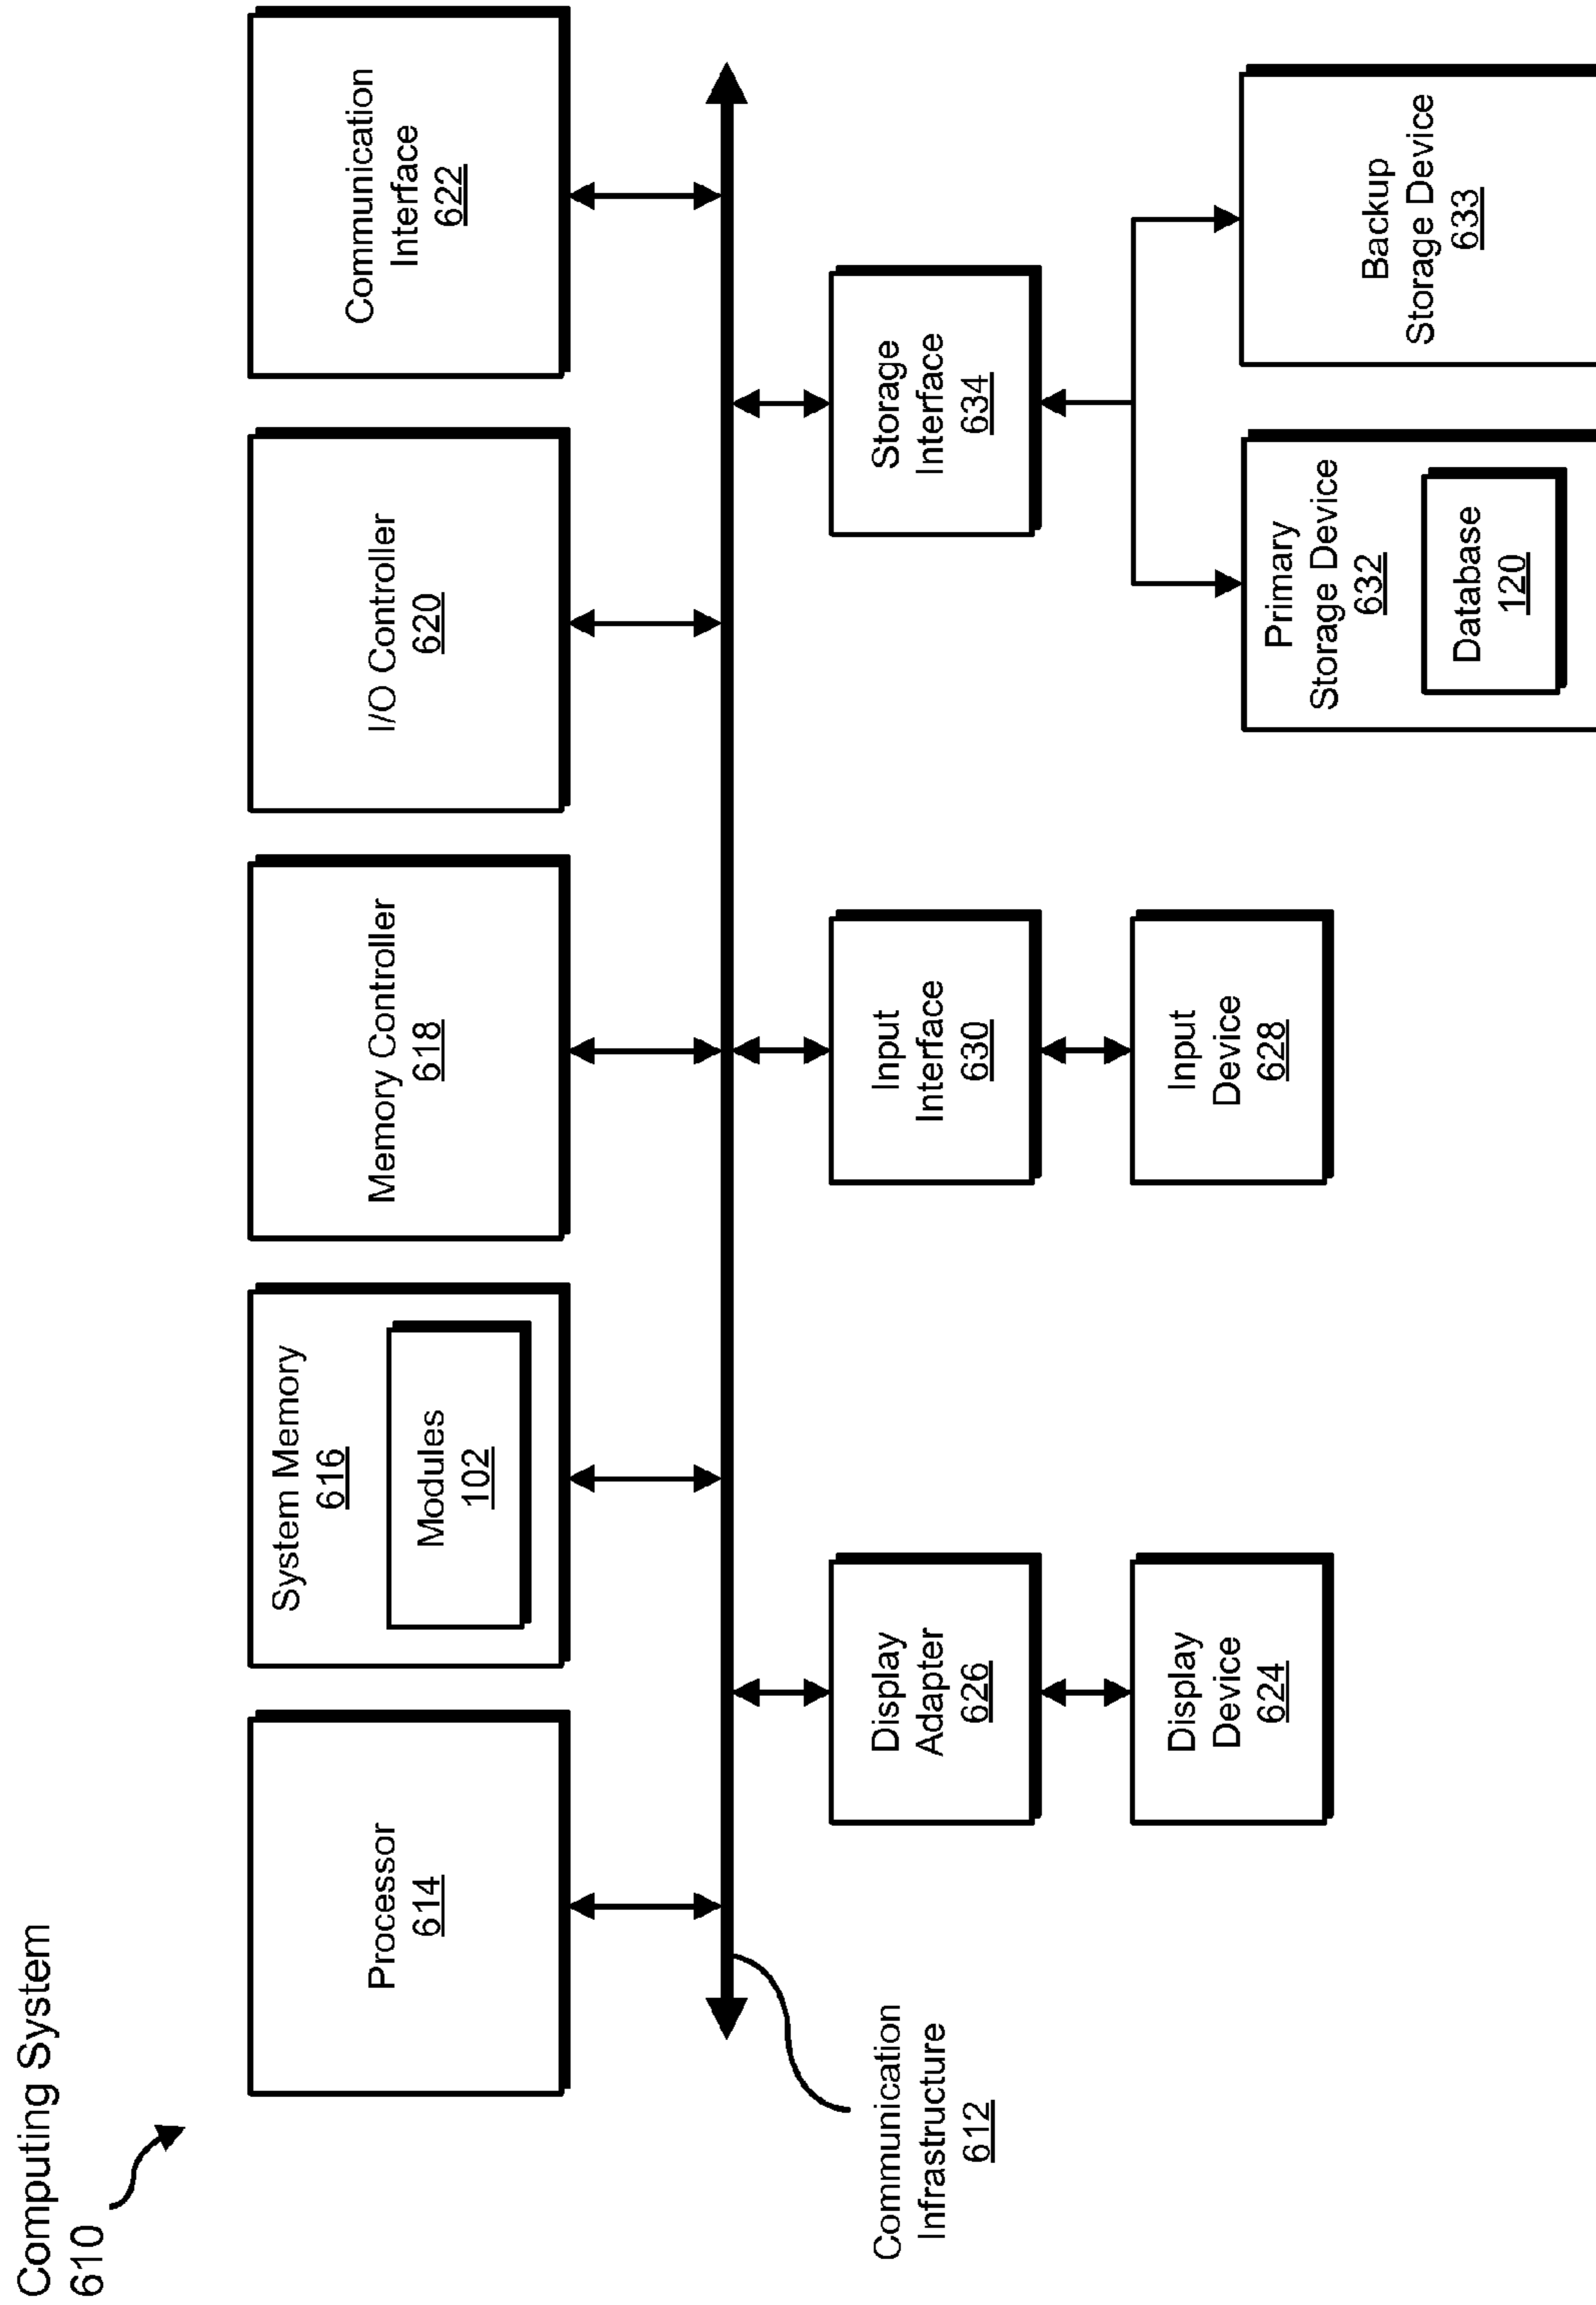 Computing System
610
Processor
614
System Memory
616
Modules
102
Memory Controller
618
I/O Controller
620
Communication
Interface
622
Communication
Infrastructure
612
Display
Adapter
626
Input
Interface
630
Storage
Interface
634
Display
Device
624
Input
Device
628
Primary
Storage Device
632
Database
120
Backup
Storage Device
633